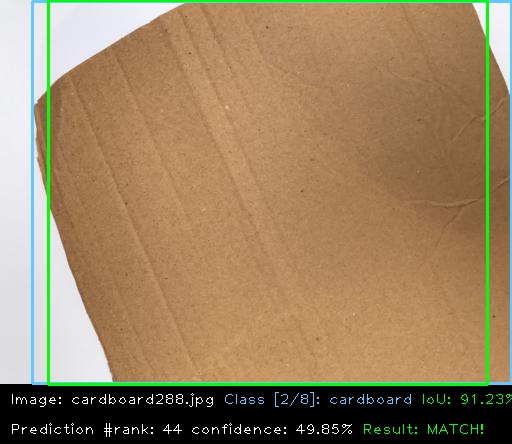 Image: cardboard288.jpg Class [2/8]: cardboard IoU: 91.23%
Prediction #rank: 44 confidence: 49.85% Result: MATCH!